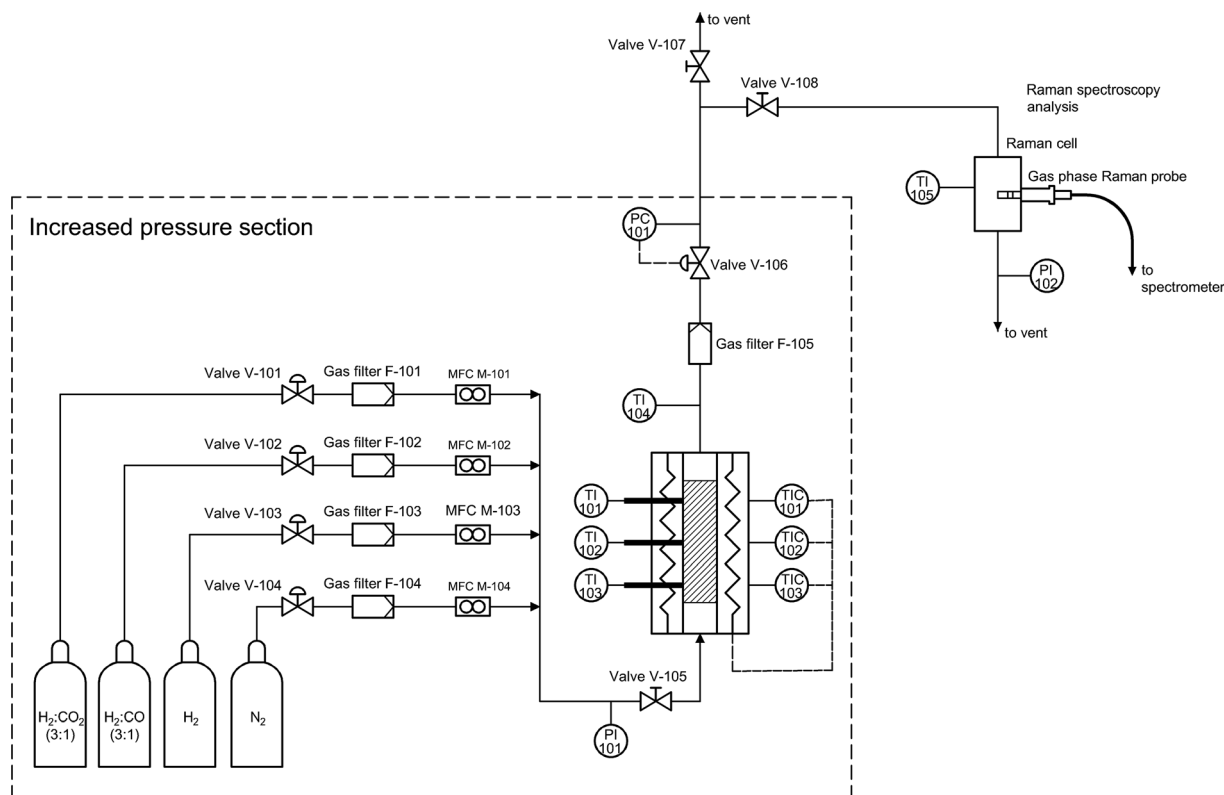 to vent
Valve V-107
Valve V-108
Raman spectroscopy
analysis
Raman cell
Gas phase Raman probe
TI
105
PI
102
to
spectrometer
to vent
Increased pressure section
PC
101
Valve V-106
Gas filter F-105
TI
104
Valve V-101
Gas filter F-101
MFC M-101
Valve V-102
Gas filter F-102
MFC M-102
Valve V-103
Gas filter F-103
MFC M-103
Valve V-104
Gas filter F-104
MFC M-104
TI
101
TI
102
TI
103
TIC
101
TIC
102
TIC
103
Valve V-105
PI
101
H₂:CO₂
(3:1)
H₂:CO
(3:1)
H₂
N₂